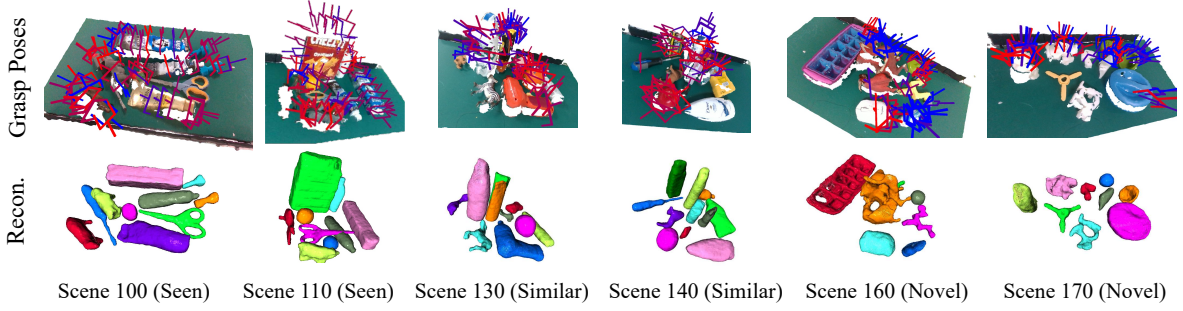 Grasp Poses
Recon.
Scene 100 (Seen)
Scene 110 (Seen)
Scene 130 (Similar)
Scene 140 (Similar)
Scene 160 (Novel)
Scene 170 (Novel)